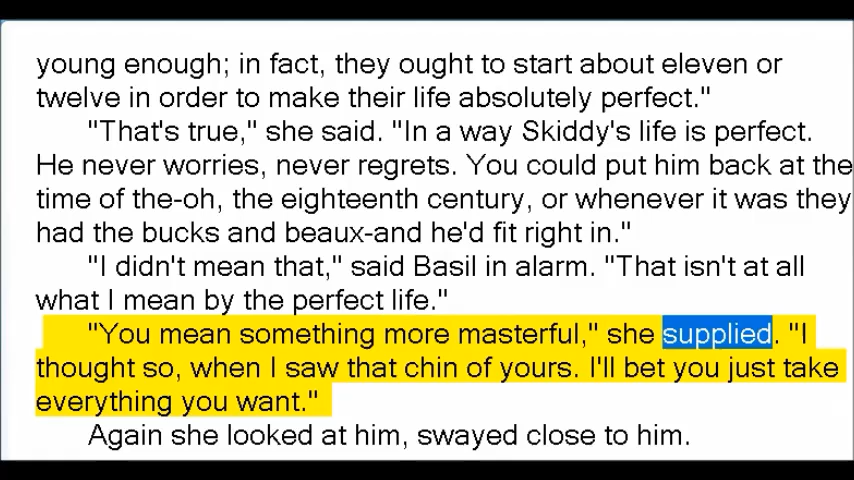 young enough; in fact, they ought to start about eleven or
twelve in order to make their life absolutely perfect."
"That's true," she said. "In a way Skiddy's life is perfect.
He never worries, never regrets. You could put him back at the
time of the-oh, the eighteenth century, or whenever it was they
had the bucks and beaux-and he'd fit right in."
"I didn't mean that," said Basil in alarm. "That isn't at all
what I mean by the perfect life."
"You mean something more masterful," she supplied. "I
thought so, when I saw that chin of yours. I'll bet you just take
everything you want."
Again she looked at him, swayed close to him.